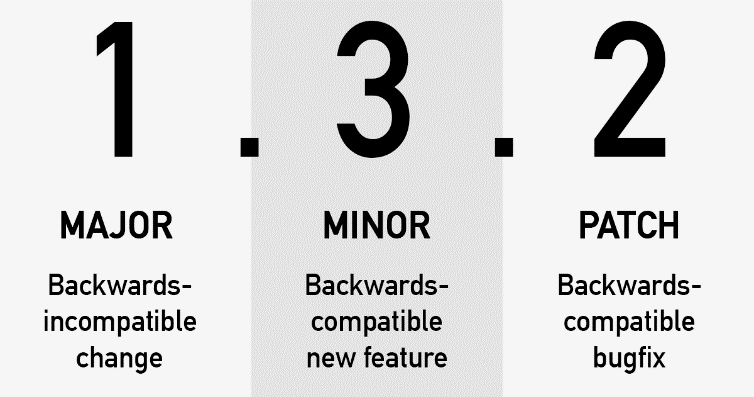 1.3.2
MAJOR
Backwards-
incompatible
change
MINOR
Backwards-
compatible
new feature
PATCH
Backwards-
compatible
bugfix